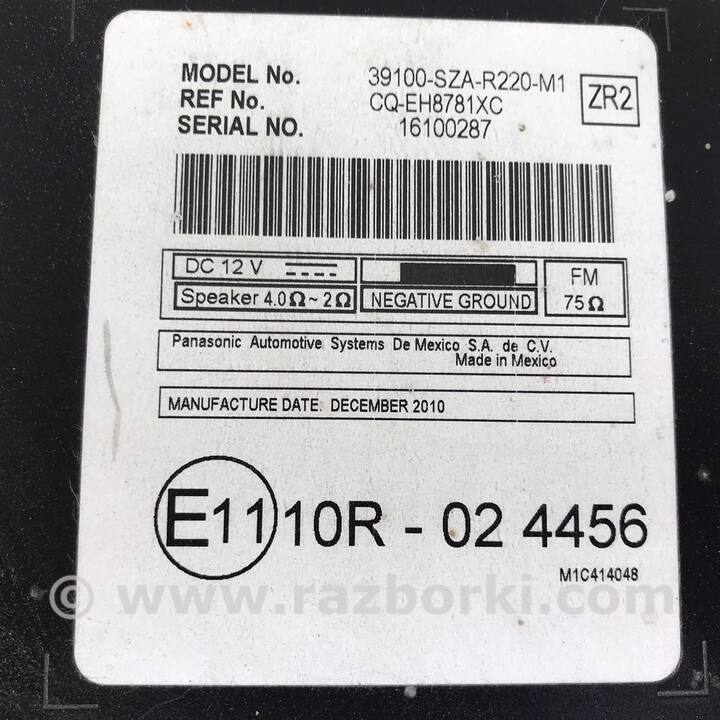 MODEL No. 39100-SZA-R220-M1
REF No. CQ-EH8781XC
SERIAL NO. 16100287
ZR2
DC 12 V
Speaker 4.0Ω~2Ω
NEGATIVE GROUND
FM
75Ω
Panasonic Automotive Systems De Mexico S.A. de C.V.
Made in Mexico
MANUFACTURE DATE: DECEMBER 2010
E11 10R - 02 4456
M1C414048
© www.razborki.com